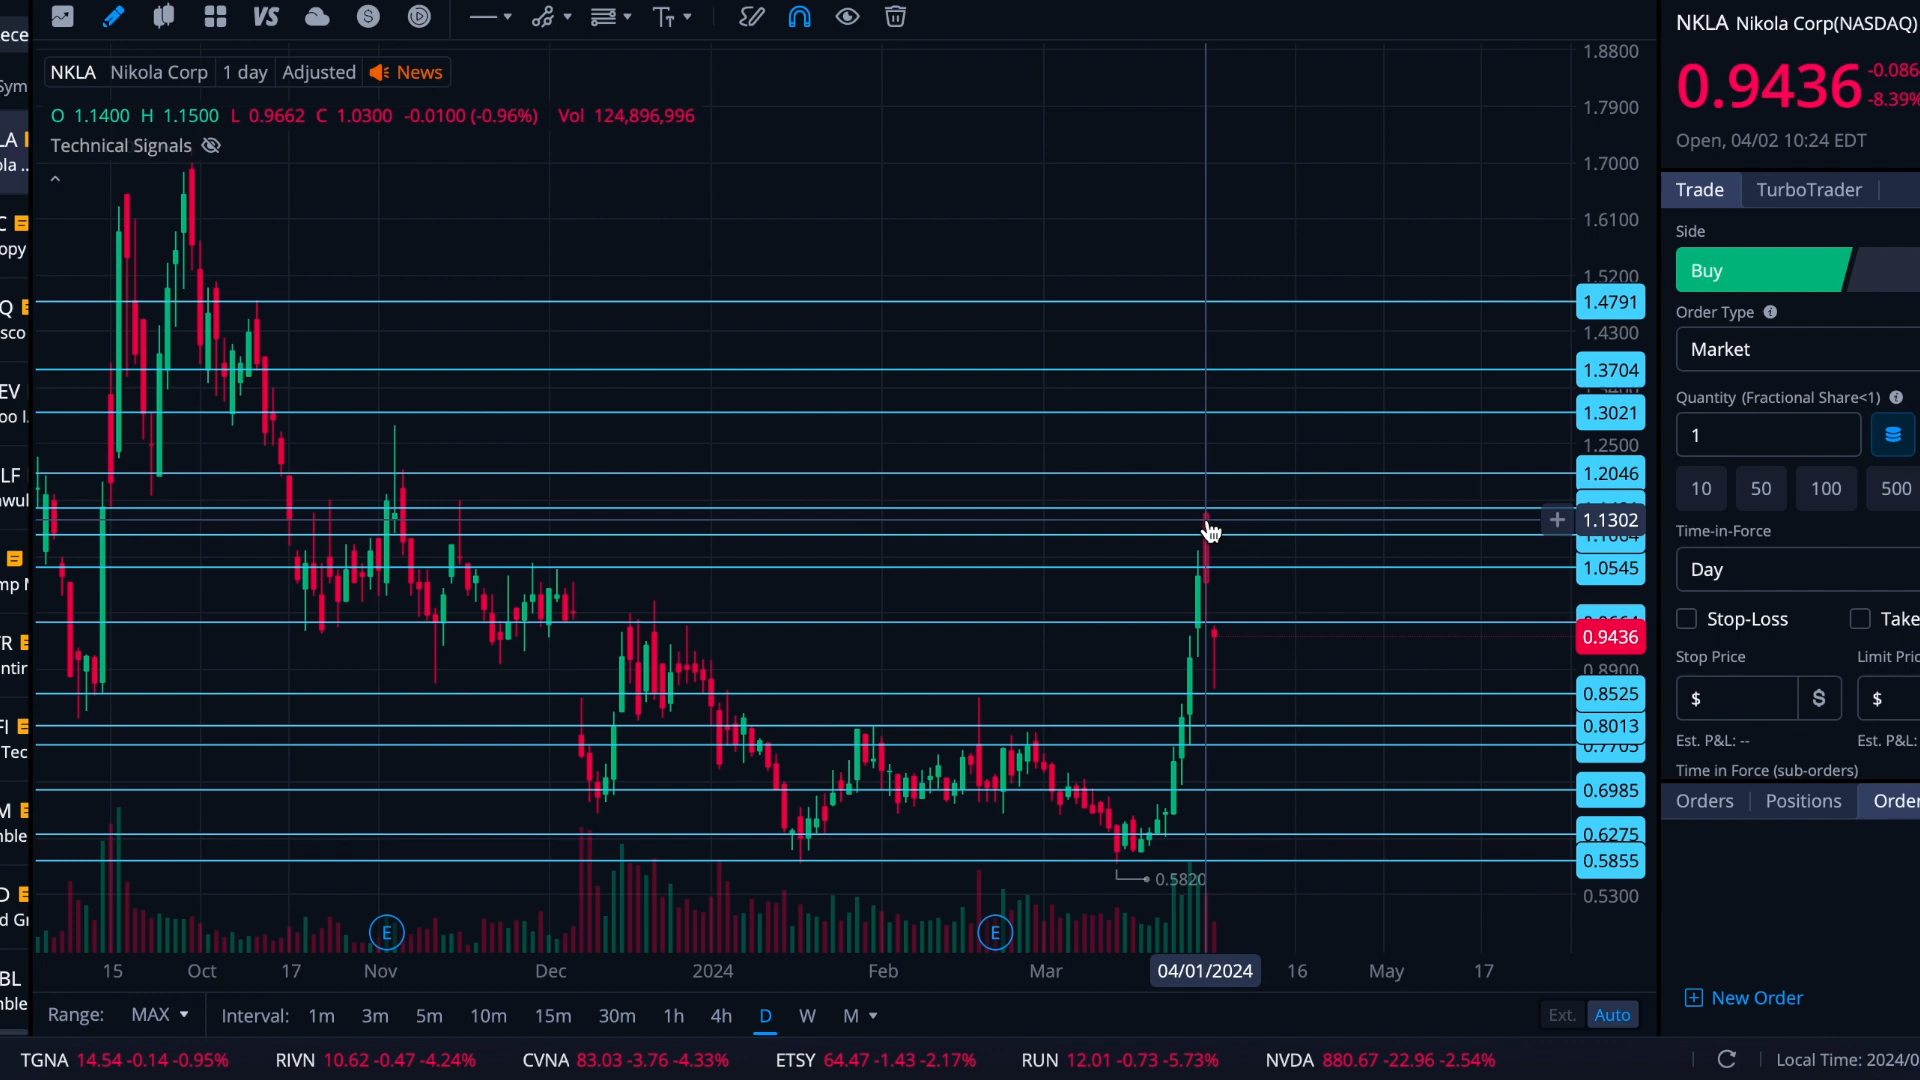 NKLA Nikola Corp(NASDAQ)
0.9436
-0.086
-8.39%
Open, 04/02 10:24 EDT
NKLA Nikola Corp 1 day Adjusted News
O 1.1400 H 1.1500 L 0.9662 C 1.0300 -0.0100 (-0.96%) Vol 124,896,996
Technical Signals
VS
1.8800
1.7900
1.7000
1.6100
1.5200
1.4791
1.4300
1.3704
1.3021
1.2500
1.2046
1.1302
1.0545
0.9436
0.8900
0.8525
0.8013
0.7705
0.6985
0.6275
0.5855
0.5300
0.5820
E
E
15 Oct 17 Nov Dec 2024 Feb Mar 04/01/2024 16 May 17
Range: MAX Interval: 1m 3m 5m 10m 15m 30m 1h 4h D W M Ext. Auto
Trade TurboTrader
Side
Buy
Order Type
Market
Quantity (Fractional Share<1)
1
10 50 100 500
Time-in-Force
Day
Stop-Loss Take
Stop Price Limit Pric
$ $ $
Est. P&L: -- Est. P&L:
Time in Force (sub-orders)
Orders Positions Order
New Order
TGNA 14.54 -0.14 -0.95% RIVN 10.62 -0.47 -4.24% CVNA 83.03 -3.76 -4.33% ETSY 64.47 -1.43 -2.17% RUN 12.01 -0.73 -5.73% NVDA 880.67 -22.96 -2.54%
Local Time: 2024/0